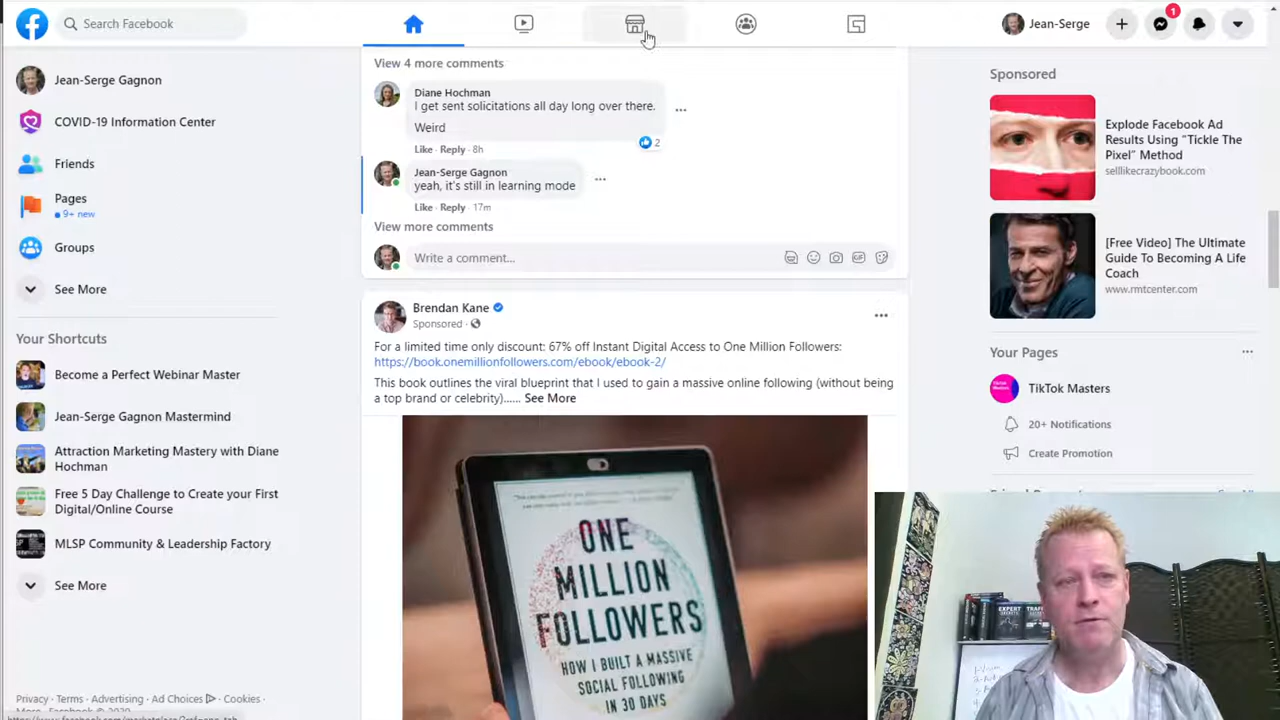 Search Facebook
Jean-Serge
1
Jean-Serge Gagnon
COVID-19 Information Center
Friends
Pages
9+ new
Groups
See More
Your Shortcuts
Become a Perfect Webinar Master
Jean-Serge Gagnon Mastermind
Attraction Marketing Mastery with Diane
Hochman
Free 5 Day Challenge to Create your First
Digital/Online Course
MLSP Community & Leadership Factory
See More
Privacy · Terms · Advertising · Ad Choices · Cookies ·
View 4 more comments
Diane Hochman
I get sent solicitations all day long over there.
Weird
2
Like · Reply · 8h
Jean-Serge Gagnon
yeah, it's still in learning mode
Like · Reply · 17m
View more comments
Write a comment...
GIF
Brendan Kane
Sponsored ·
For a limited time only discount: 67% off Instant Digital Access to One Million Followers:
https://book.onemillionfollowers.com/ebook/ebook-2/
This book outlines the viral blueprint that I used to gain a massive online following (without being
a top brand or celebrity)...... See More
ONE
MILLION
FOLLOWERS
HOW I BUILT A MASSIVE
SOCIAL FOLLOWING
IN 30 DAYS
Sponsored
Explode Facebook Ad
Results Using "Tickle The
Pixel" Method
selllikecrazybook.com
[Free Video] The Ultimate
Guide To Becoming A Life
Coach
www.rmtcenter.com
Your Pages
TikTok Masters
20+ Notifications
Create Promotion
EXPERT